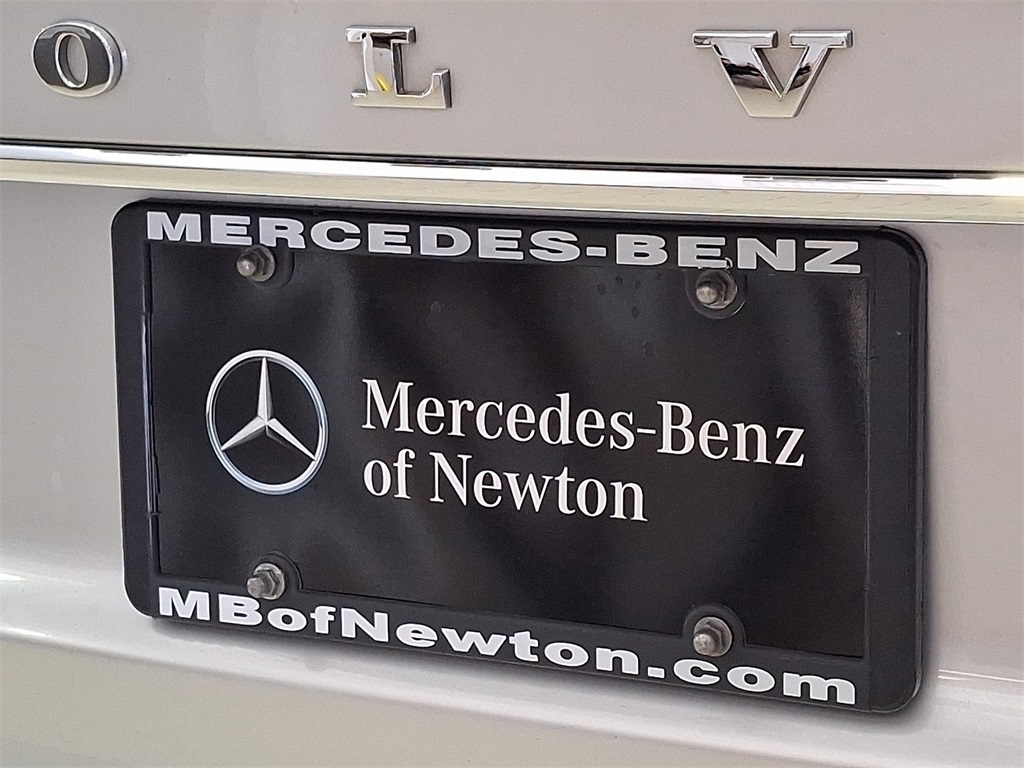 O L V
MERCEDES-BENZ
Mercedes-Benz
of Newton
MBofNewton.com